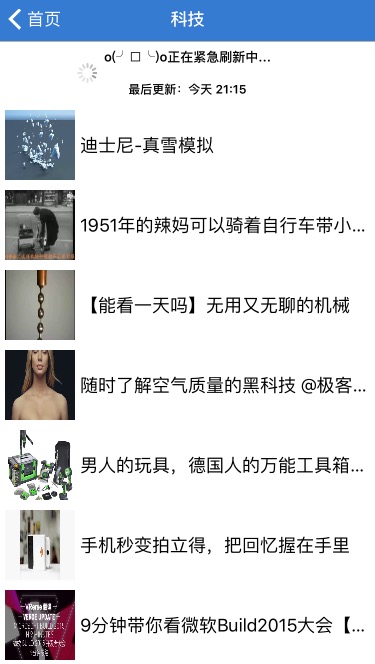 首页
科技
o(╯□╰)o正在紧急刷新中...
最后更新：今天 21:15
迪士尼-真雪模拟
1951年的辣妈可以骑着自行车带小...
【能看一天吗】无用又无聊的机械
随时了解空气质量的黑科技 @极客...
男人的玩具，德国人的万能工具箱...
手机秒变拍立得，把回忆握在手里
9分钟带你看微软Build2015大会【...